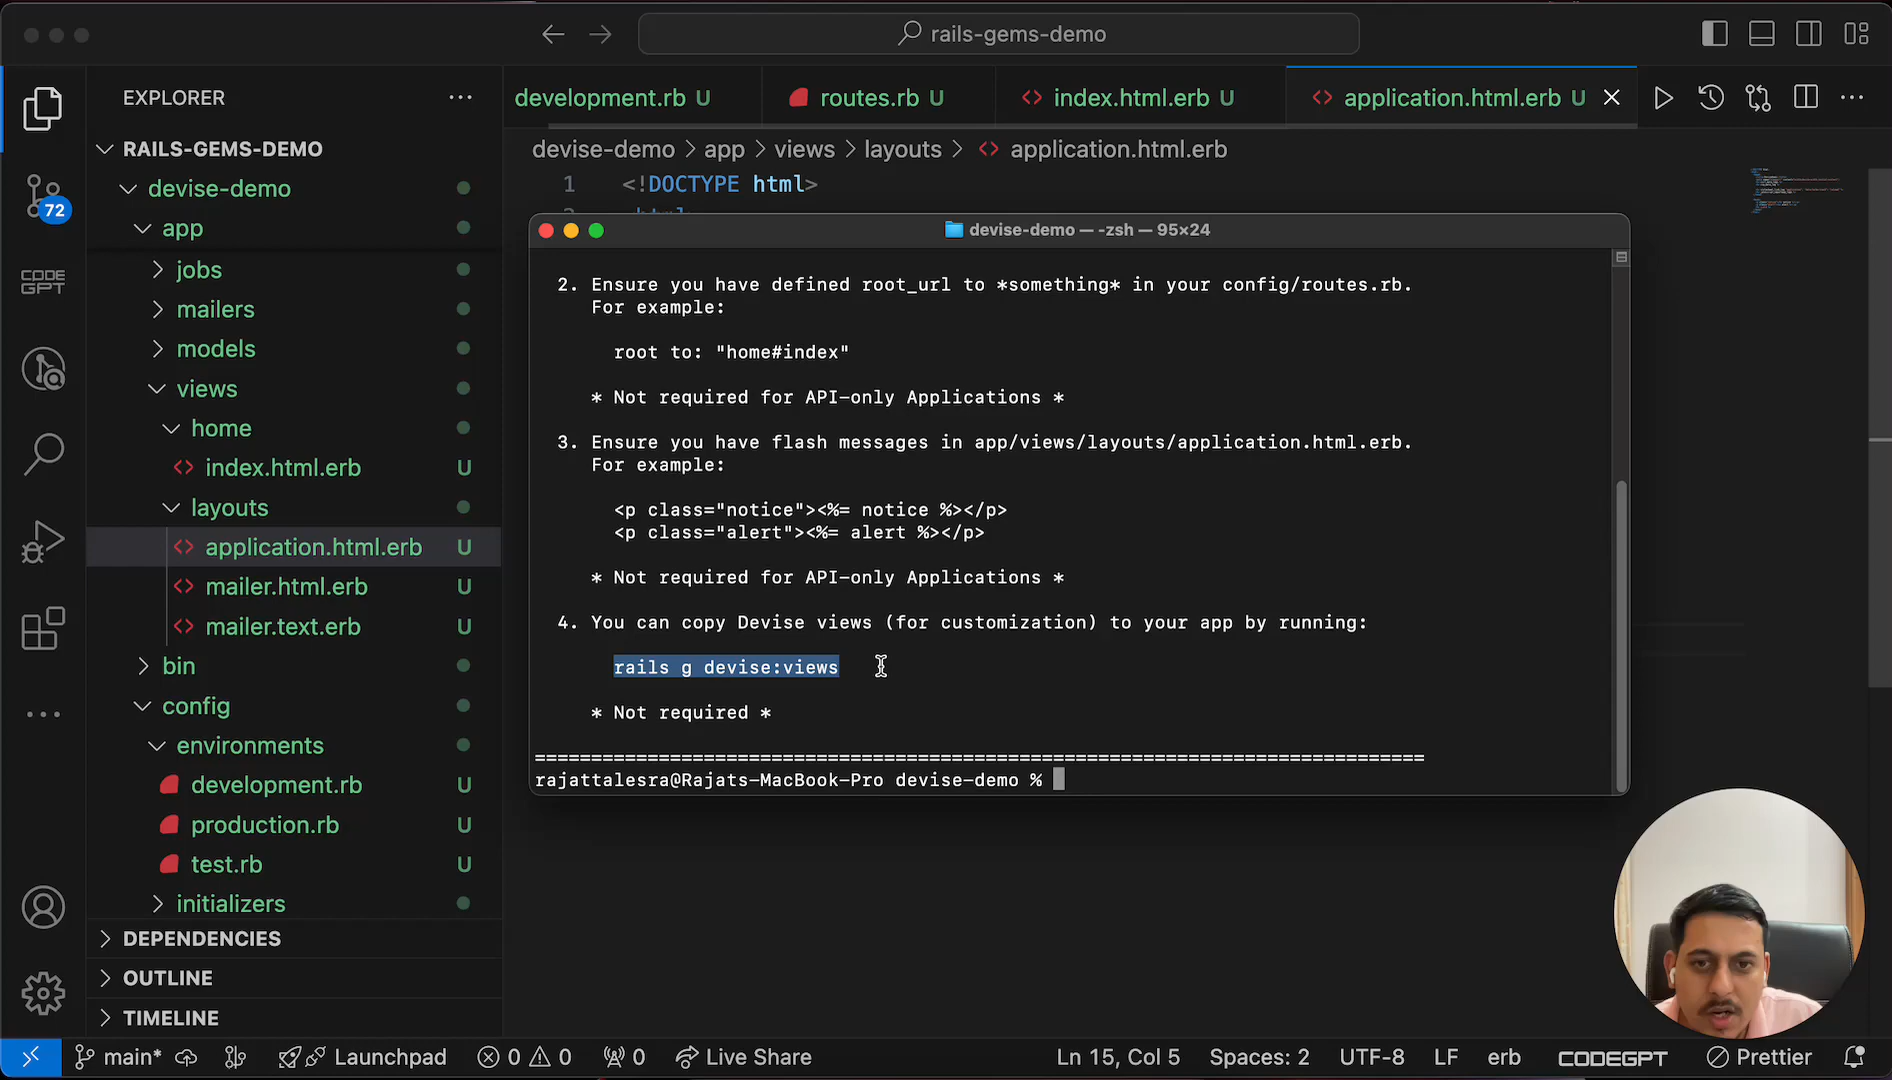 rails-gems-demo
EXPLORER
RAILS-GEMS-DEMO
devise-demo
app
jobs
mailers
models
views
home
index.html.erb U
layouts
application.html.erb U
mailer.html.erb U
mailer.text.erb U
bin
config
environments
development.rb U
production.rb U
test.rb U
initializers
DEPENDENCIES
OUTLINE
TIMELINE
72
CODE
GPT
development.rb U
routes.rb U
index.html.erb U
application.html.erb U
devise-demo > app > views > layouts > application.html.erb
1 <!DOCTYPE html>
devise-demo — -zsh — 95×24
2. Ensure you have defined root_url to *something* in your config/routes.rb.
For example:
root to: "home#index"
* Not required for API-only Applications *
3. Ensure you have flash messages in app/views/layouts/application.html.erb.
For example:
<p class="notice"><%= notice %></p>
<p class="alert"><%= alert %></p>
* Not required for API-only Applications *
4. You can copy Devise views (for customization) to your app by running:
rails g devise:views
* Not required *
===============================================================================
rajattalesra@Rajats-MacBook-Pro devise-demo %
main* Launchpad 0 0 0 Live Share Ln 15, Col 5 Spaces: 2 UTF-8 LF erb CODEGPT Prettier